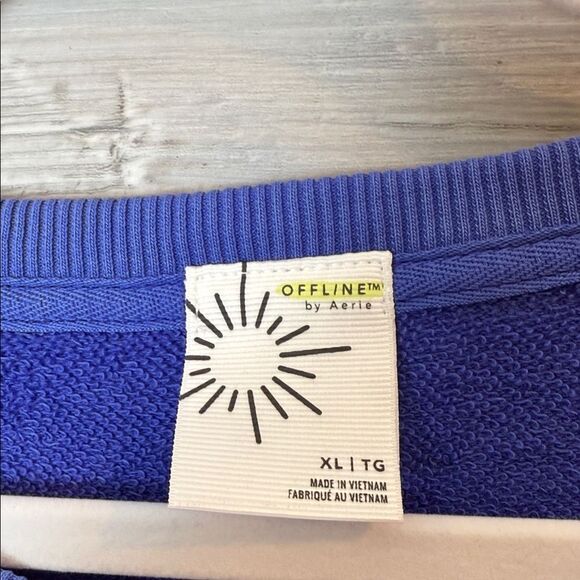 OFFLINE™
by Aerie
XL | TG
MADE IN VIETNAM
FABRIQUÉ AU VIETNAM